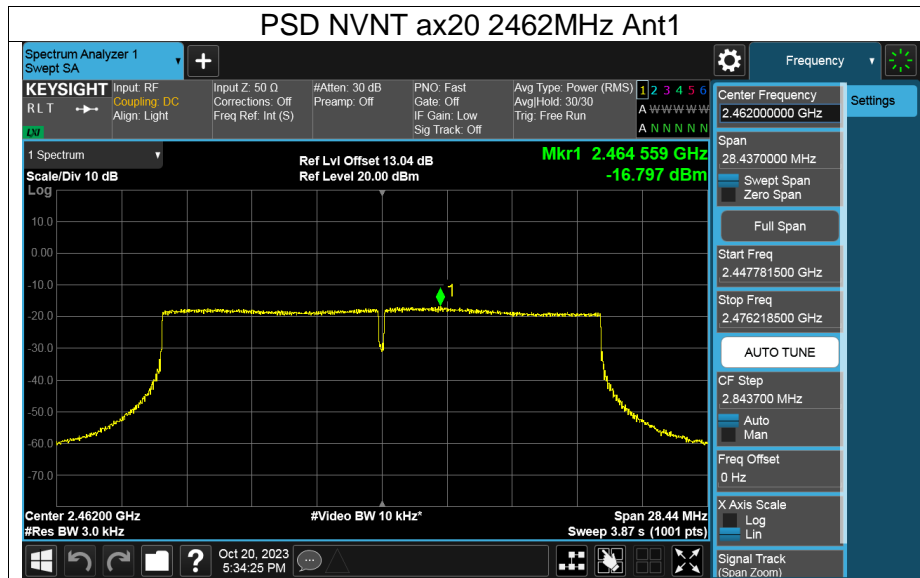 PSD NVNT ax20 2462MHz Ant1
Spectrum Analyzer 1
Swept SA
+
Frequency
KEYSIGHT
Input: RF
Coupling: DC
Align: Light
R L T
LXI
Input Z: 50 Ω
Corrections: Off
Freq Ref: Int (S)
#Atten: 30 dB
Preamp: Off
PNO: Fast
Gate: Off
IF Gain: Low
Sig Track: Off
Avg Type: Power (RMS)
Avg|Hold: 30/30
Trig: Free Run
1 2 3 4 5 6
A W W W W W
A N N N N N
1 Spectrum
Scale/Div 10 dB
Log
Ref Lvl Offset 13.04 dB
Ref Level 20.00 dBm
Mkr1 2.464 559 GHz
-16.797 dBm
10.0
0.00
-10.0
-20.0
-30.0
-40.0
-50.0
-60.0
-70.0
1
Center 2.46200 GHz
#Res BW 3.0 kHz
#Video BW 10 kHz*
Span 28.44 MHz
Sweep 3.87 s (1001 pts)
Center Frequency
2.462000000 GHz
Settings
Span
28.4370000 MHz
Swept Span
Zero Span
Full Span
Start Freq
2.447781500 GHz
Stop Freq
2.476218500 GHz
AUTO TUNE
CF Step
2.843700 MHz
Auto
Man
Freq Offset
0 Hz
X Axis Scale
Log
Lin
Signal Track
(Span Zoom)
?
Oct 20, 2023
5:34:25 PM